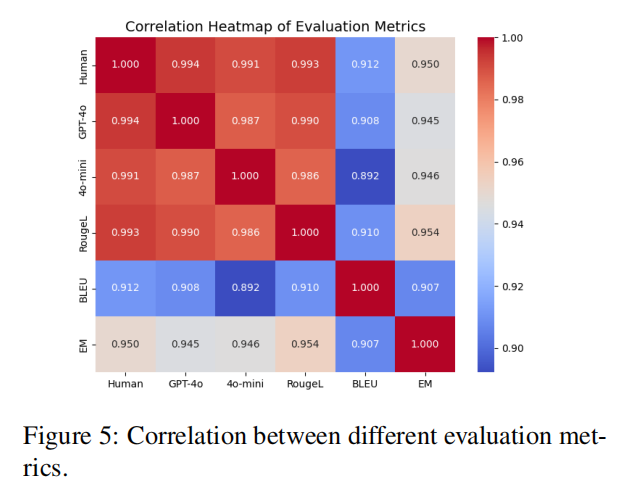 Correlation Heatmap of Evaluation Metrics
Human 1.000 0.994 0.991 0.993 0.912 0.950
GPT-4o 0.994 1.000 0.987 0.990 0.908 0.945
4o-mini 0.991 0.987 1.000 0.986 0.892 0.946
RougeL 0.993 0.990 0.986 1.000 0.910 0.954
BLEU 0.912 0.908 0.892 0.910 1.000 0.907
EM 0.950 0.945 0.946 0.954 0.907 1.000
Human GPT-4o 4o-mini RougeL BLEU EM
1.00
0.98
0.96
0.94
0.92
0.90
Figure 5: Correlation between different evaluation met-
rics.